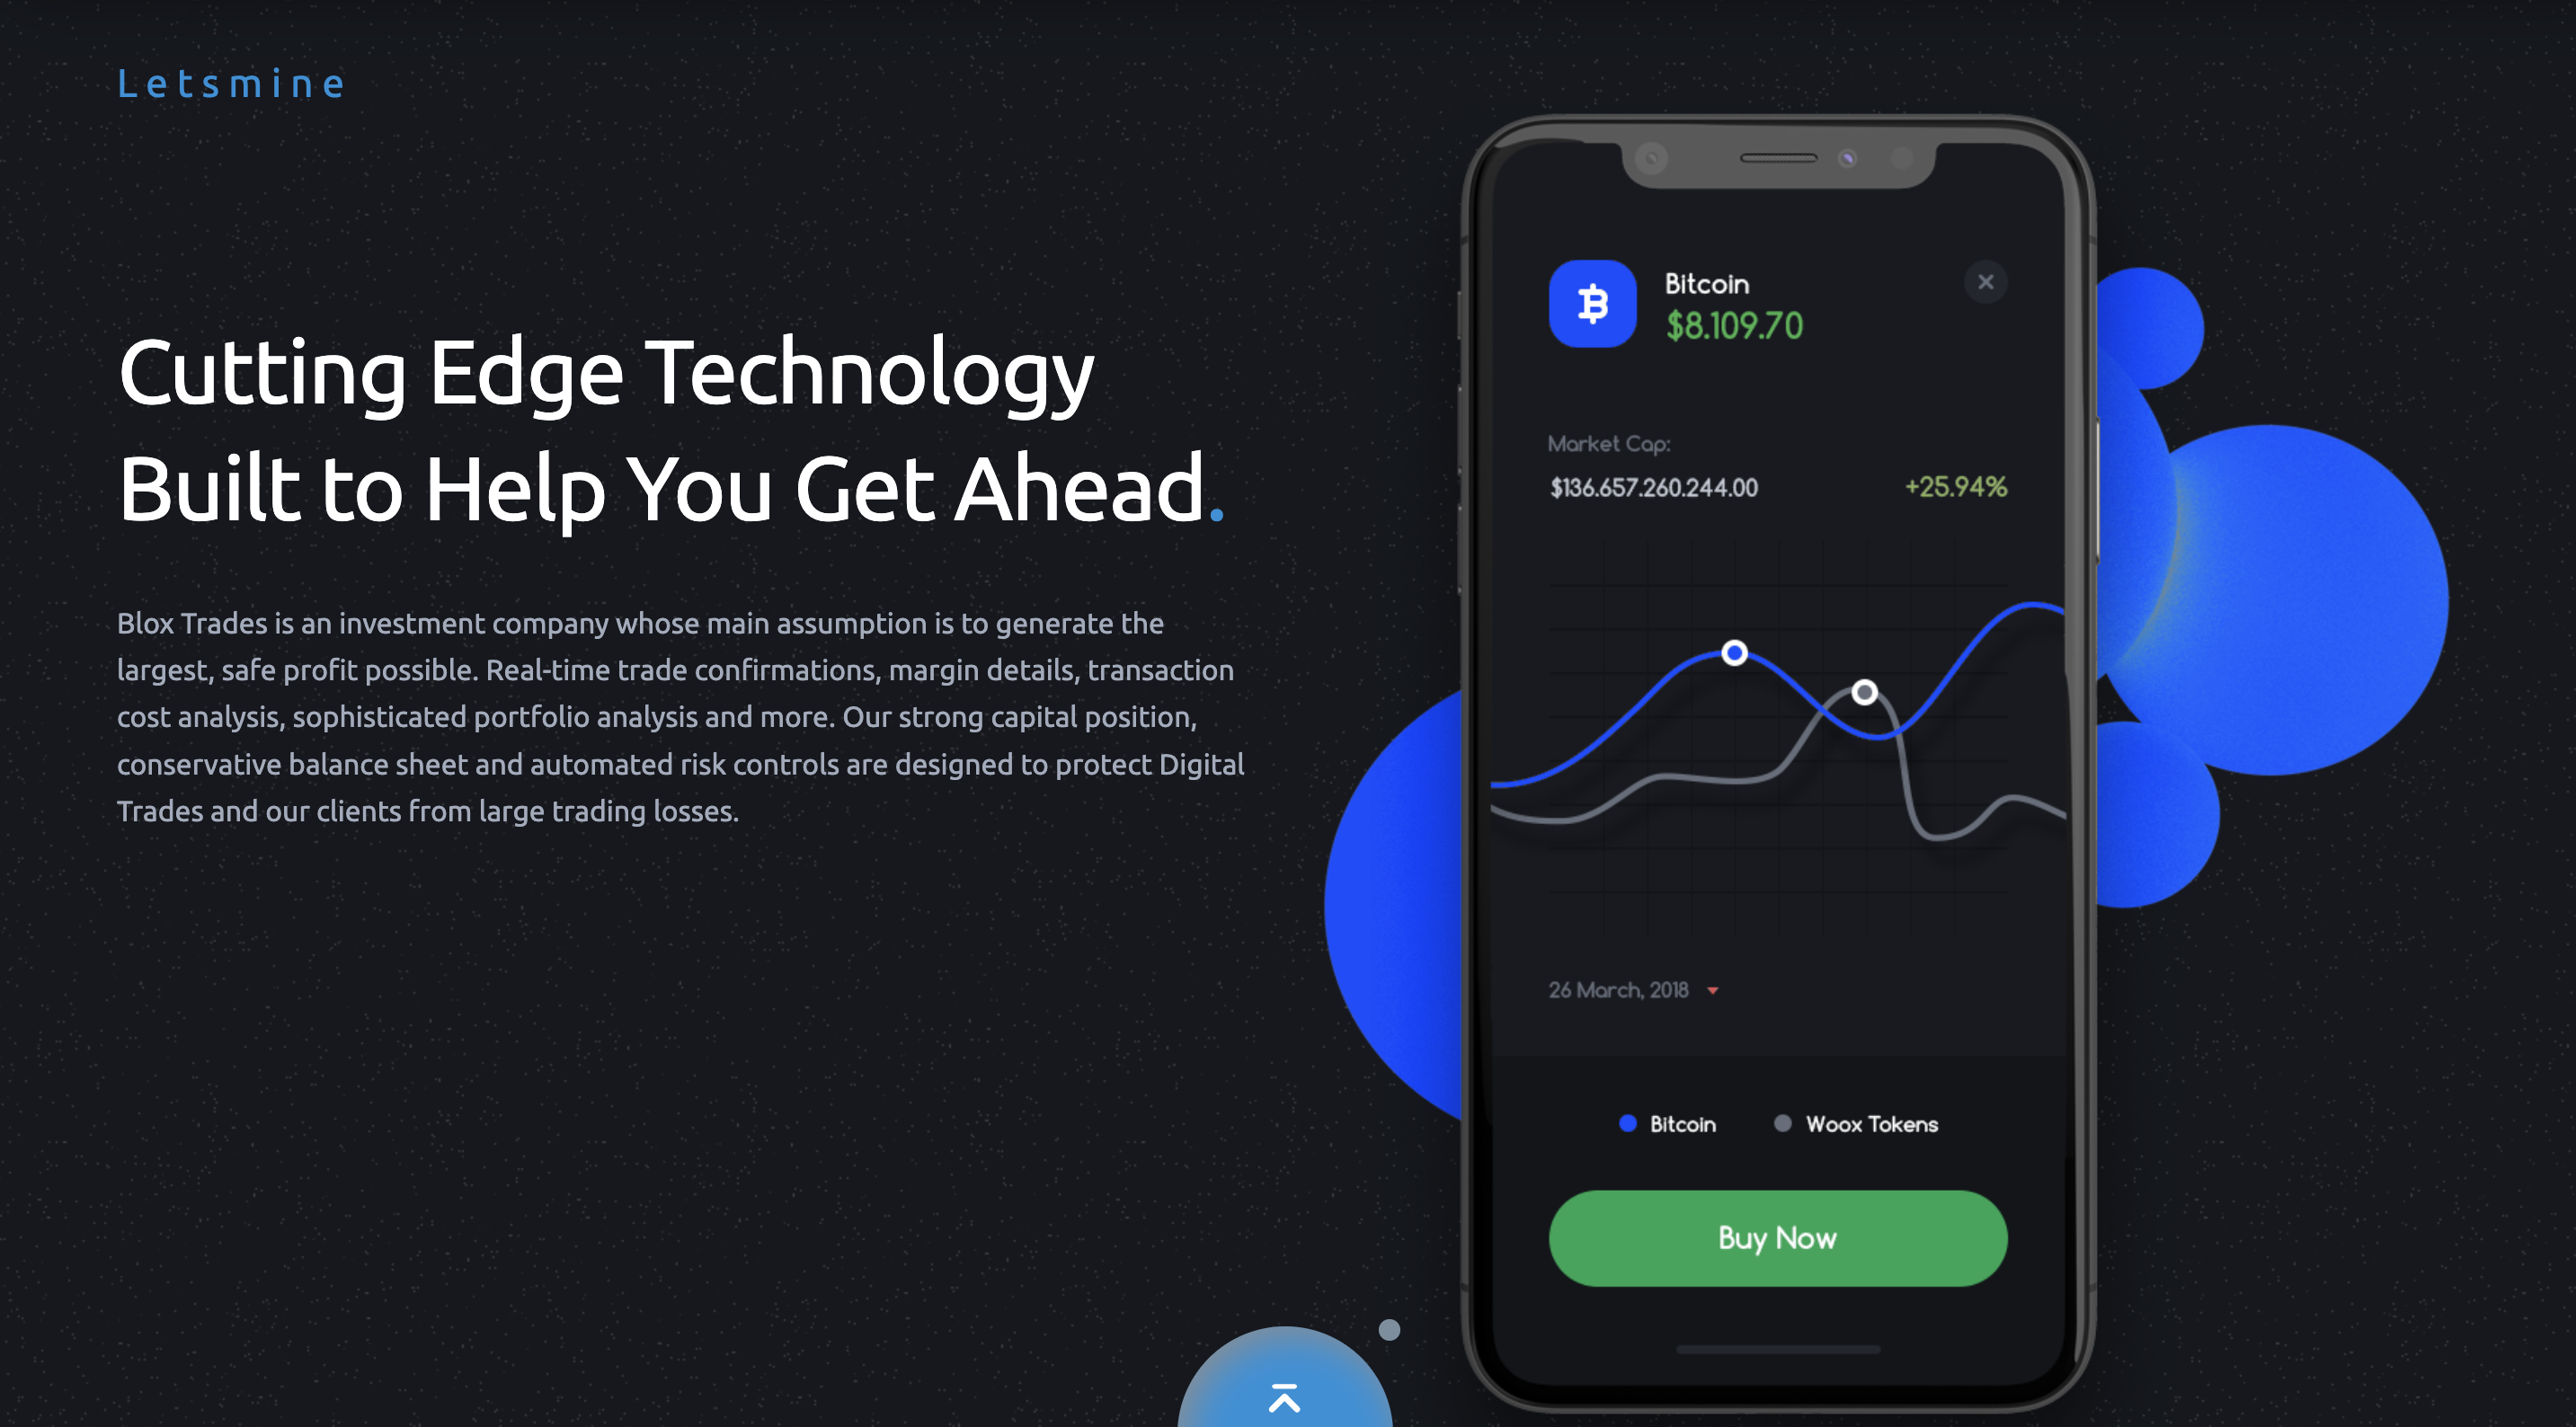 Letsmine
Cutting Edge Technology
Built to Help You Get Ahead.
Blox Trades is an investment company whose main assumption is to generate the
largest, safe profit possible. Real-time trade confirmations, margin details, transaction
cost analysis, sophisticated portfolio analysis and more. Our strong capital position,
conservative balance sheet and automated risk controls are designed to protect Digital
Trades and our clients from large trading losses.
Bitcoin
$8.109.70
Market Cap:
$136.657.260.244.00 +25.94%
26 March, 2018
Bitcoin Woox Tokens
Buy Now